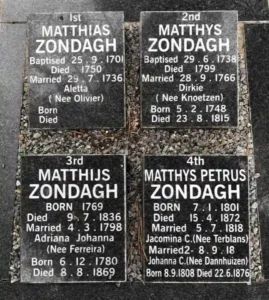 1st
MATTHIAS
ZONDAGH
Baptised 25.9.1701
Died 1750
Married 29.7.1736
Aletta
(Nee Olivier)
Born
Died
2nd
MATTHYS
ZONDAGH
Baptised 29.6.1738
Died 1799
Married 28.9.1766
Dirkie
(Nee Knoetzen)
Born 5.2.1748
Died 23.8.1815
3rd
MATTHIJS
ZONDAGH
BORN 1769
Died 9.7.1836
Married 4.3.1798
Adriana Johanna
(Nee Ferreira)
Born 6.12.1780
Died 8.8.1869
4th
MATTHYS PETRUS
ZONDAGH
BORN 7.1.1801
Died 15.4.1872
Married 5.7.1818
Jacomina C.(Nee Terblans)
Married2-8.9.18
Johanna C.(Nee Dannhuizen)
Born 8.9.1808 Died 22.6.1876